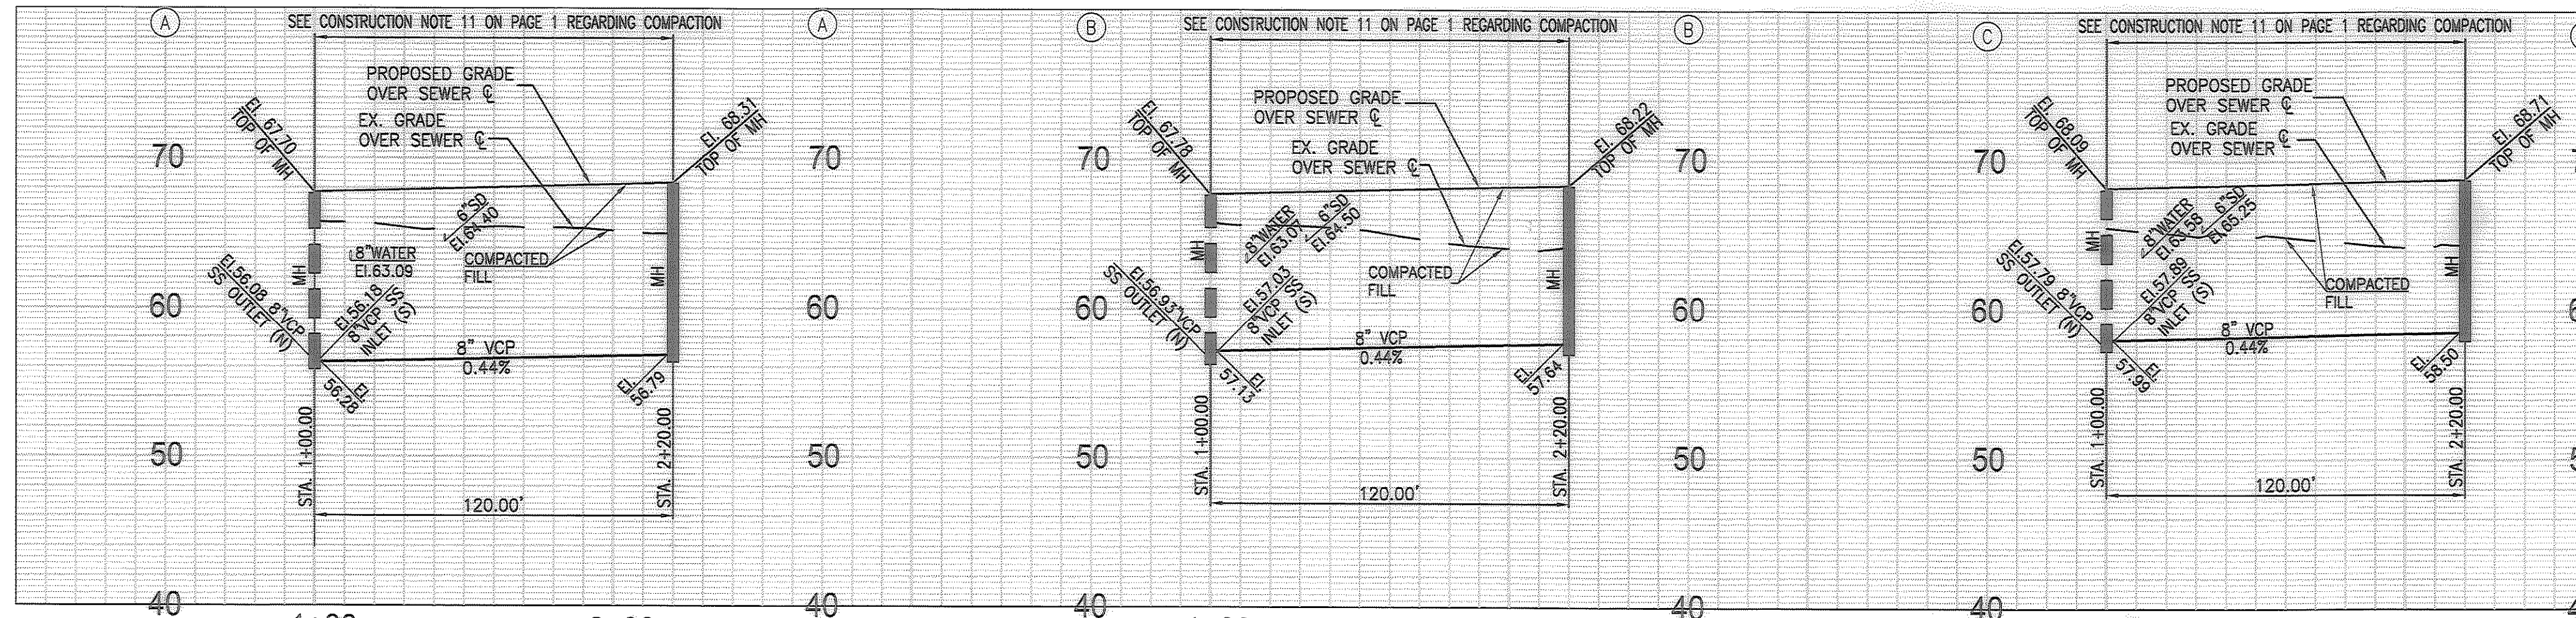 A
SEE CONSTRUCTION NOTE 11 ON PAGE 1 REGARDING COMPACTION
A
PROPOSED GRADE
OVER SEWER ℄
EX. GRADE
OVER SEWER ℄
El. 67.70
TOP OF MH
El. 68.31
TOP OF MH
70
70
6"SD
El.64.40
8"WATER
El.63.09
COMPACTED
FILL
MH
MH
El.56.08 8"VCP
SS OUTLET (N)
El.56.18
8"VCP SS
INLET (S)
60
60
8" VCP
0.44%
El.
56.28
El.
56.79
50
50
STA. 1+00.00
STA. 2+20.00
120.00'
40
40
B
SEE CONSTRUCTION NOTE 11 ON PAGE 1 REGARDING COMPACTION
B
PROPOSED GRADE
OVER SEWER ℄
EX. GRADE
OVER SEWER ℄
El. 67.78
TOP OF MH
El. 68.22
TOP OF MH
70
70
8"WATER
El.63.07
6"SD
El.64.50
COMPACTED
FILL
MH
MH
El.56.93"VCP
SS OUTLET (N)
El.57.03
8"VCP SS
INLET (S)
60
60
8" VCP
0.44%
El.
57.13
El.
57.64
50
50
STA. 1+00.00
STA. 2+20.00
120.00'
40
40
C
SEE CONSTRUCTION NOTE 11 ON PAGE 1 REGARDING COMPACTION
PROPOSED GRADE
OVER SEWER ℄
EX. GRADE ℄
OVER SEWER
El. 68.09
TOP OF MH
El. 68.71
TOP OF MH
70
8"WATER
El.63.58
6"SD
El.65.25
COMPACTED
FILL
MH
MH
El.57.79 8"VCP
SS OUTLET (N)
El.57.89
8"VCP SS
INLET (S)
60
8" VCP
0.44%
El.
57.99
El.
58.50
50
STA. 1+00.00
STA. 2+20.00
120.00'
40